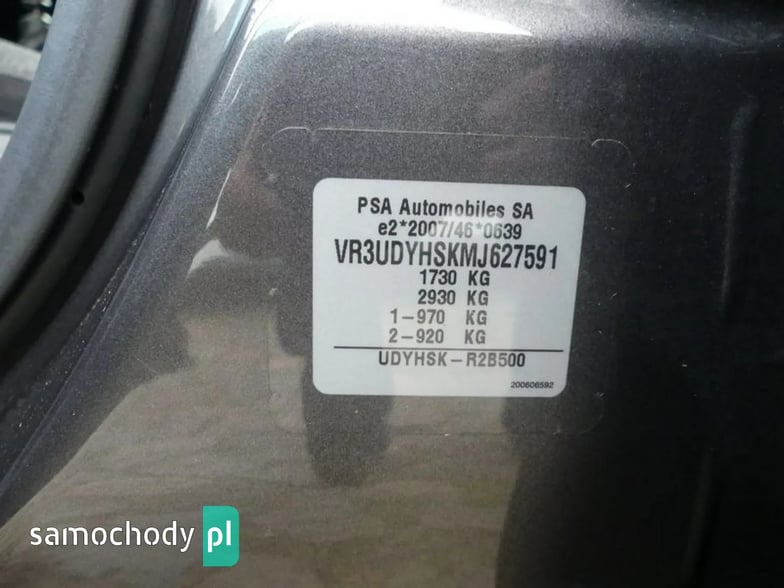 PSA Automobiles SA
e2*2007/46*0639
VR3UDYHSKMJ627591
1730 KG
2930 KG
1-970 KG
2-920 KG
UDYHSK-R2B500
200606592
samochody pl